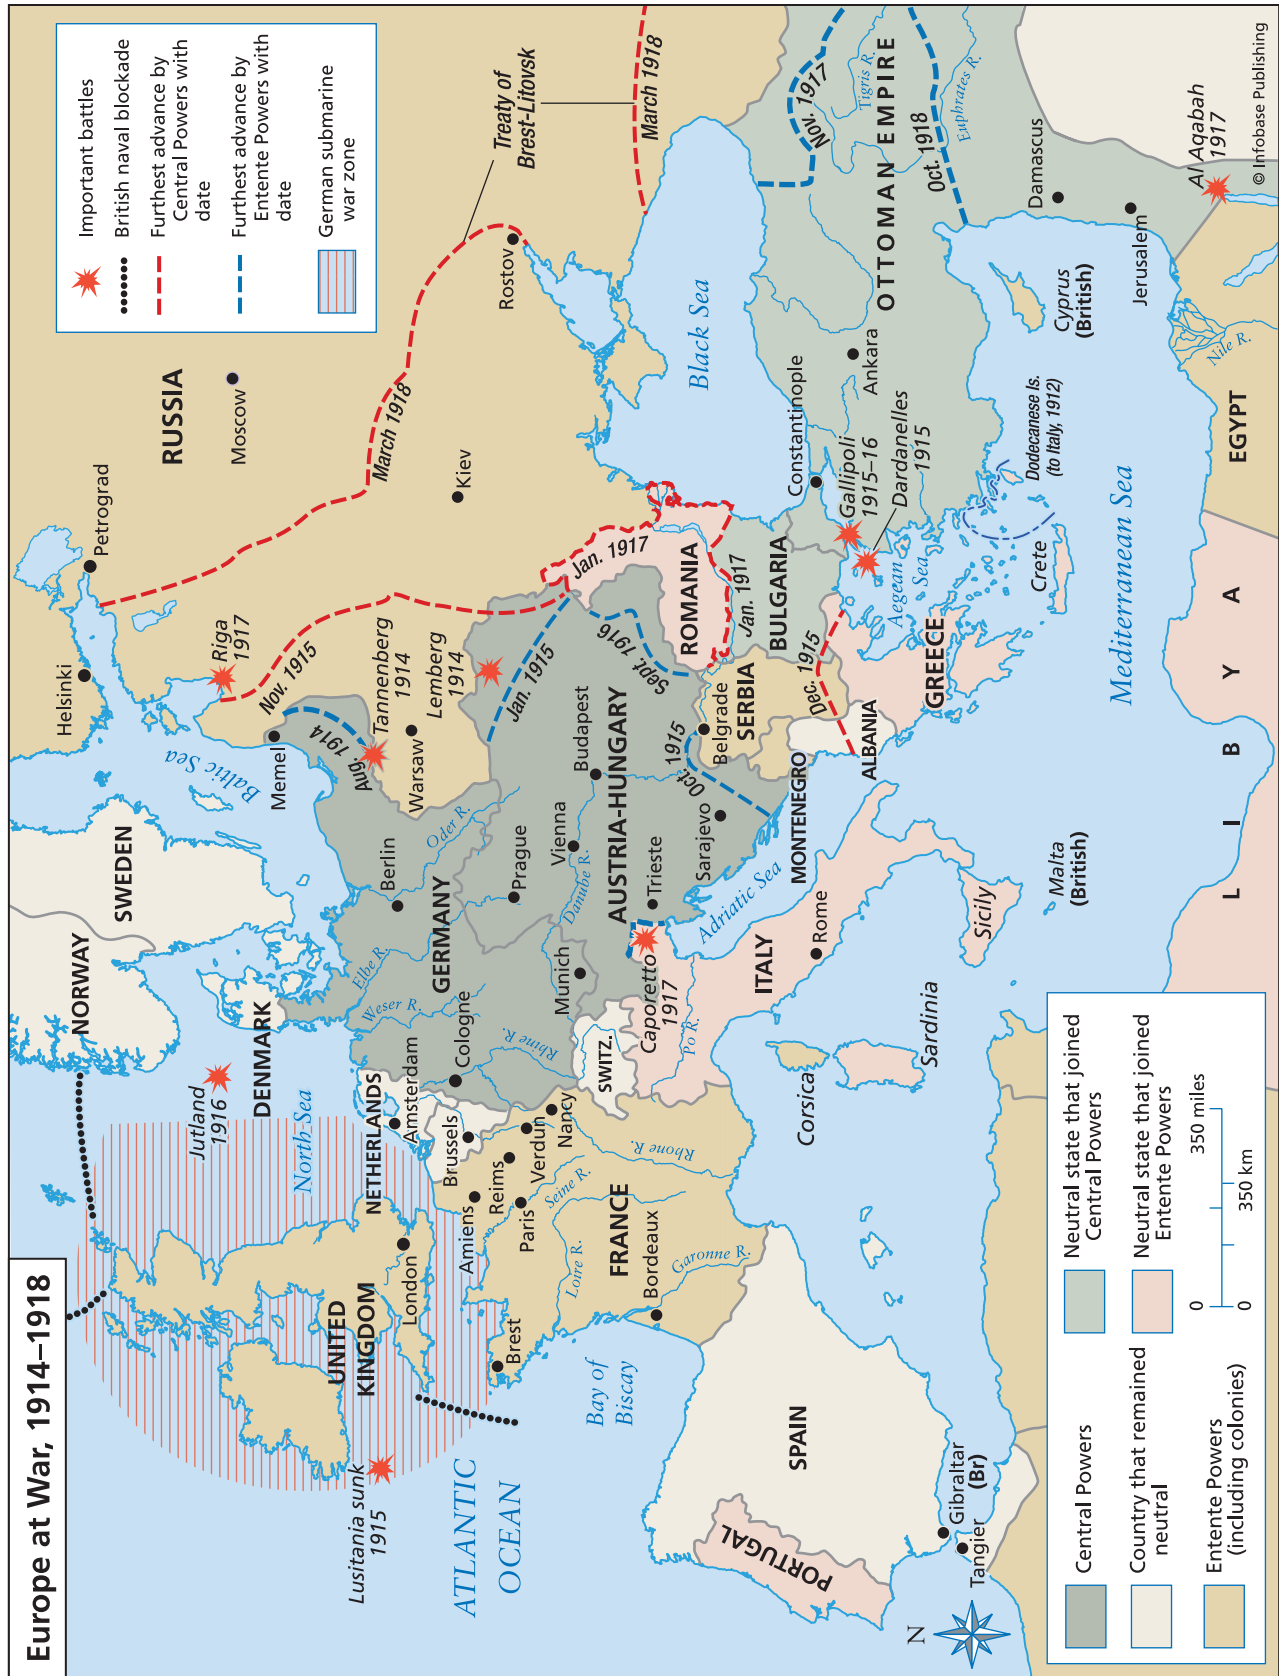 Europe at War, 1914–1918
Important battles
British naval blockade
Furthest advance by
Central Powers with
date
Furthest advance by
Entente Powers with
date
German submarine
war zone
NORWAY
SWEDEN
Helsinki
Petrograd
RUSSIA
Moscow
Jutland
1916
DENMARK
North Sea
Baltic Sea
Riga
1917
Nov. 1915
March 1918
Treaty of
Brest-Litovsk
March 1918
Rostov
Kiev
Memel
Aug. 1914
Tannenberg
1914
Warsaw
Lemberg
1914
Jan. 1915
Jan. 1917
Lusitania sunk
1915
UNITED
KINGDOM
London
NETHERLANDS
Amsterdam
Brussels
Cologne
GERMANY
Berlin
Elbe R.
Weser R.
Oder R.
Rhine R.
Prague
Munich
Vienna
Danube R.
Budapest
AUSTRIA-HUNGARY
Sept. 1916
ATLANTIC
OCEAN
Brest
Amiens
Reims
Paris
Verdun
Nancy
Seine R.
Loire R.
FRANCE
Rhone R.
Bordeaux
Garonne R.
Bay of
Biscay
SWITZ.
Caporetto
1917
Po R.
Trieste
Sarajevo
Oct. 1915
Belgrade
SERBIA
ROMANIA
Jan. 1917
BULGARIA
Black Sea
Dec. 1915
MONTENEGRO
ALBANIA
Adriatic Sea
ITALY
Rome
Corsica
Sardinia
Sicily
Malta
(British)
GREECE
Aegean
Sea
Crete
Constantinople
Gallipoli
1915–16
Dardanelles
1915
Ankara
OTTOMAN EMPIRE
Nov. 1917
Tigris R.
Oct. 1918
Euphrates R.
Dodecanese Is.
(to Italy, 1912)
Cyprus
(British)
Damascus
Jerusalem
Al Aqabah
1917
Nile R.
EGYPT
LIBYA
Mediterranean Sea
SPAIN
PORTUGAL
Gibraltar
(Br)
Tangier
N
Central Powers
Country that remained
neutral
Entente Powers
(including colonies)
Neutral state that joined
Central Powers
Neutral state that joined
Entente Powers
0
350 miles
0
350 km
© Infobase Publishing